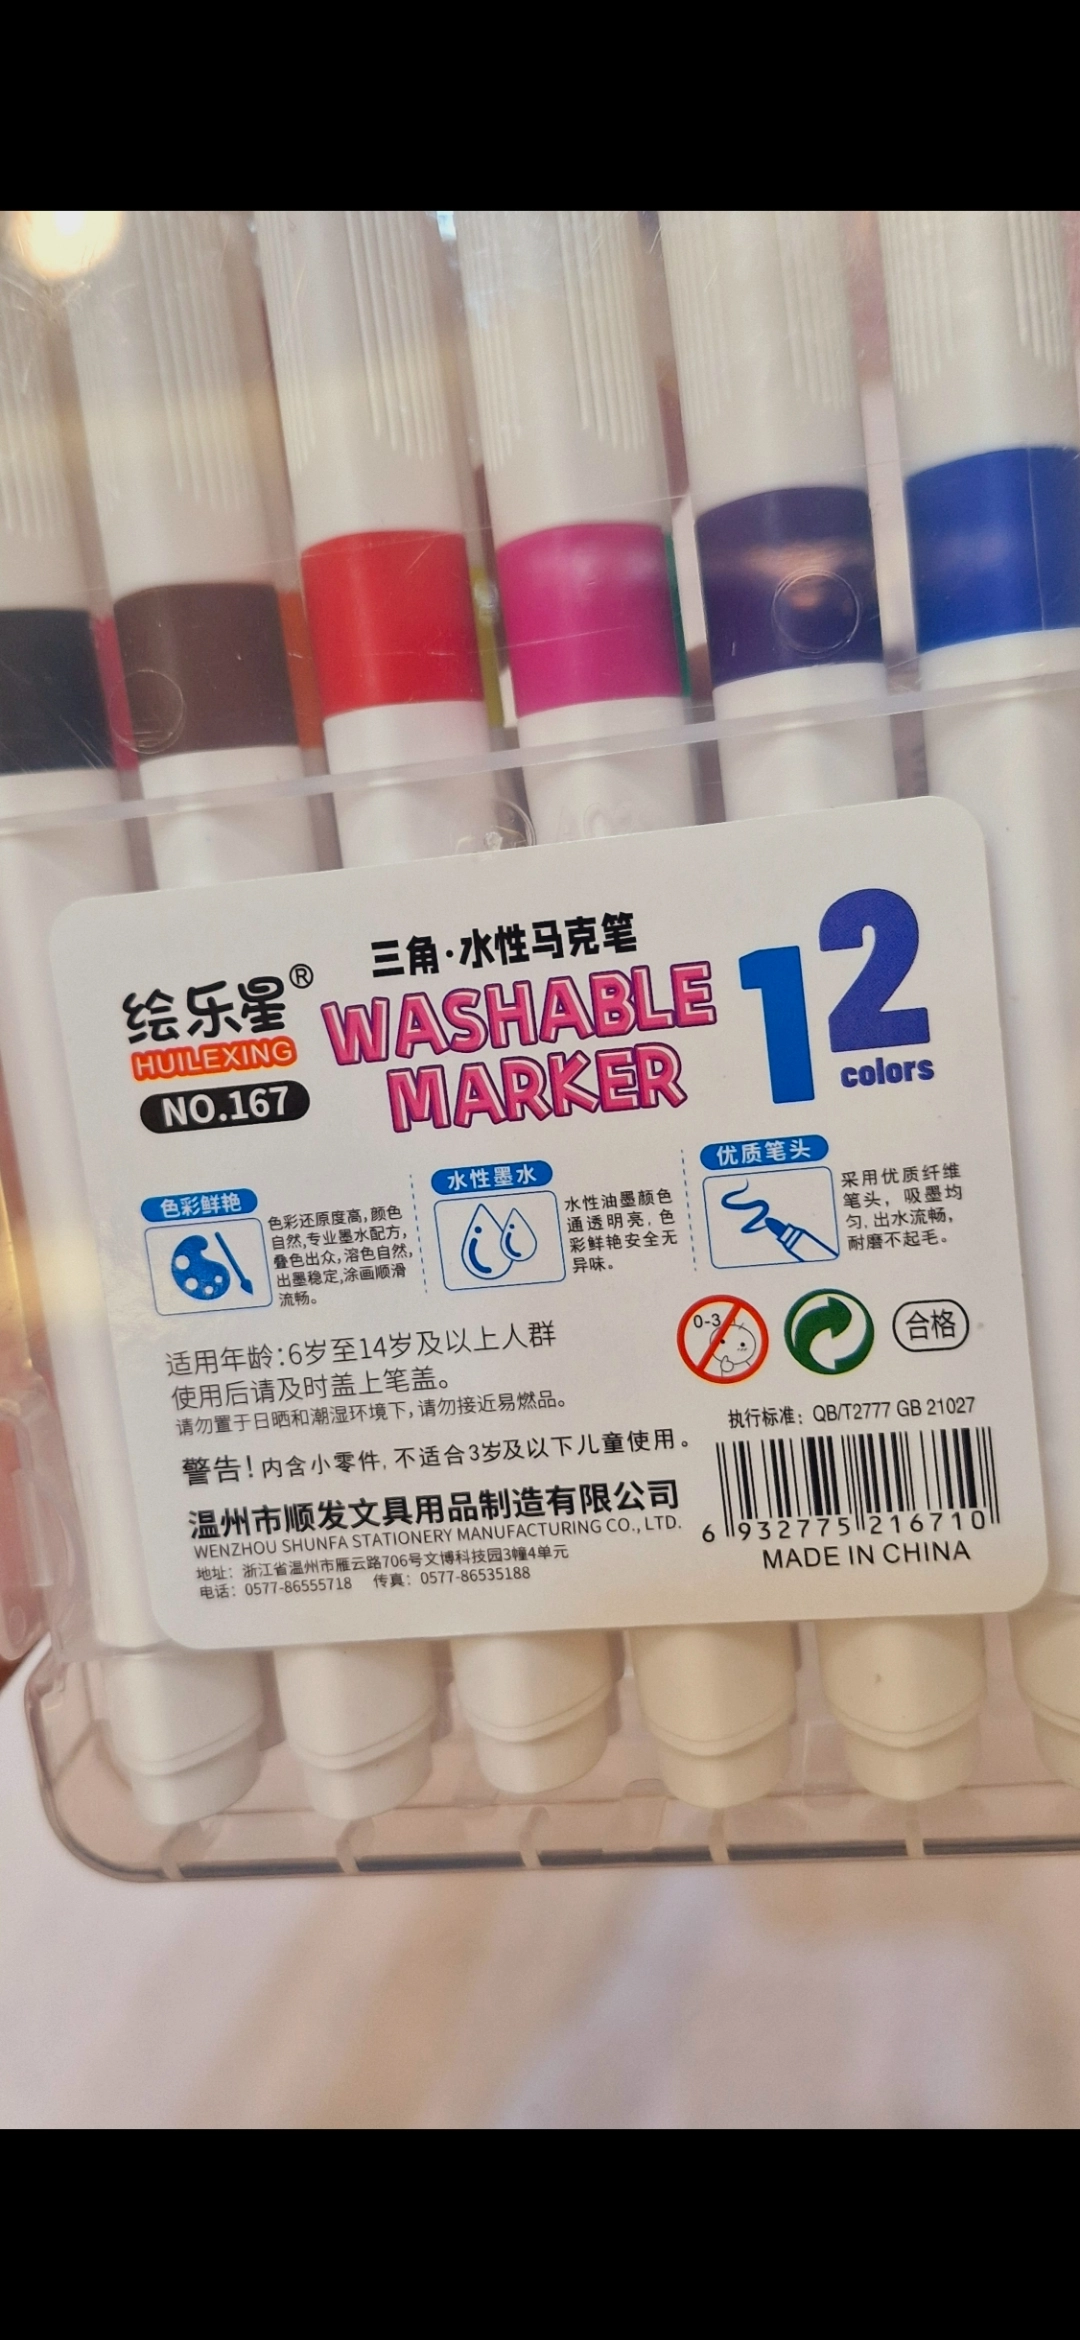 三角·水性马克笔
绘乐星®
HUILEXING
NO.167
WASHABLE
MARKER
12
colors
色彩鲜艳
色彩还原度高,颜色
自然,专业墨水配方,
叠色出众,溶色自然,
出墨稳定,涂画顺滑
流畅。
水性墨水
水性油墨颜色
通透明亮,色
彩鲜艳安全无
异味。
优质笔头
采用优质纤维
笔头,吸墨均
匀,出水流畅,
耐磨不起毛。
适用年龄:6岁至14岁及以上人群
使用后请及时盖上笔盖。
请勿置于日晒和潮湿环境下,请勿接近易燃品。
0-3
合格
警告!内含小零件,不适合3岁及以下儿童使用。
执行标准:QB/T2777 GB 21027
温州市顺发文具用品制造有限公司
WENZHOU SHUNFA STATIONERY MANUFACTURING CO., LTD.
地址:浙江省温州市雁云路706号文博科技园3幢4单元
电话:0577-86555718 传真:0577-86535188
6 932775 216710
MADE IN CHINA